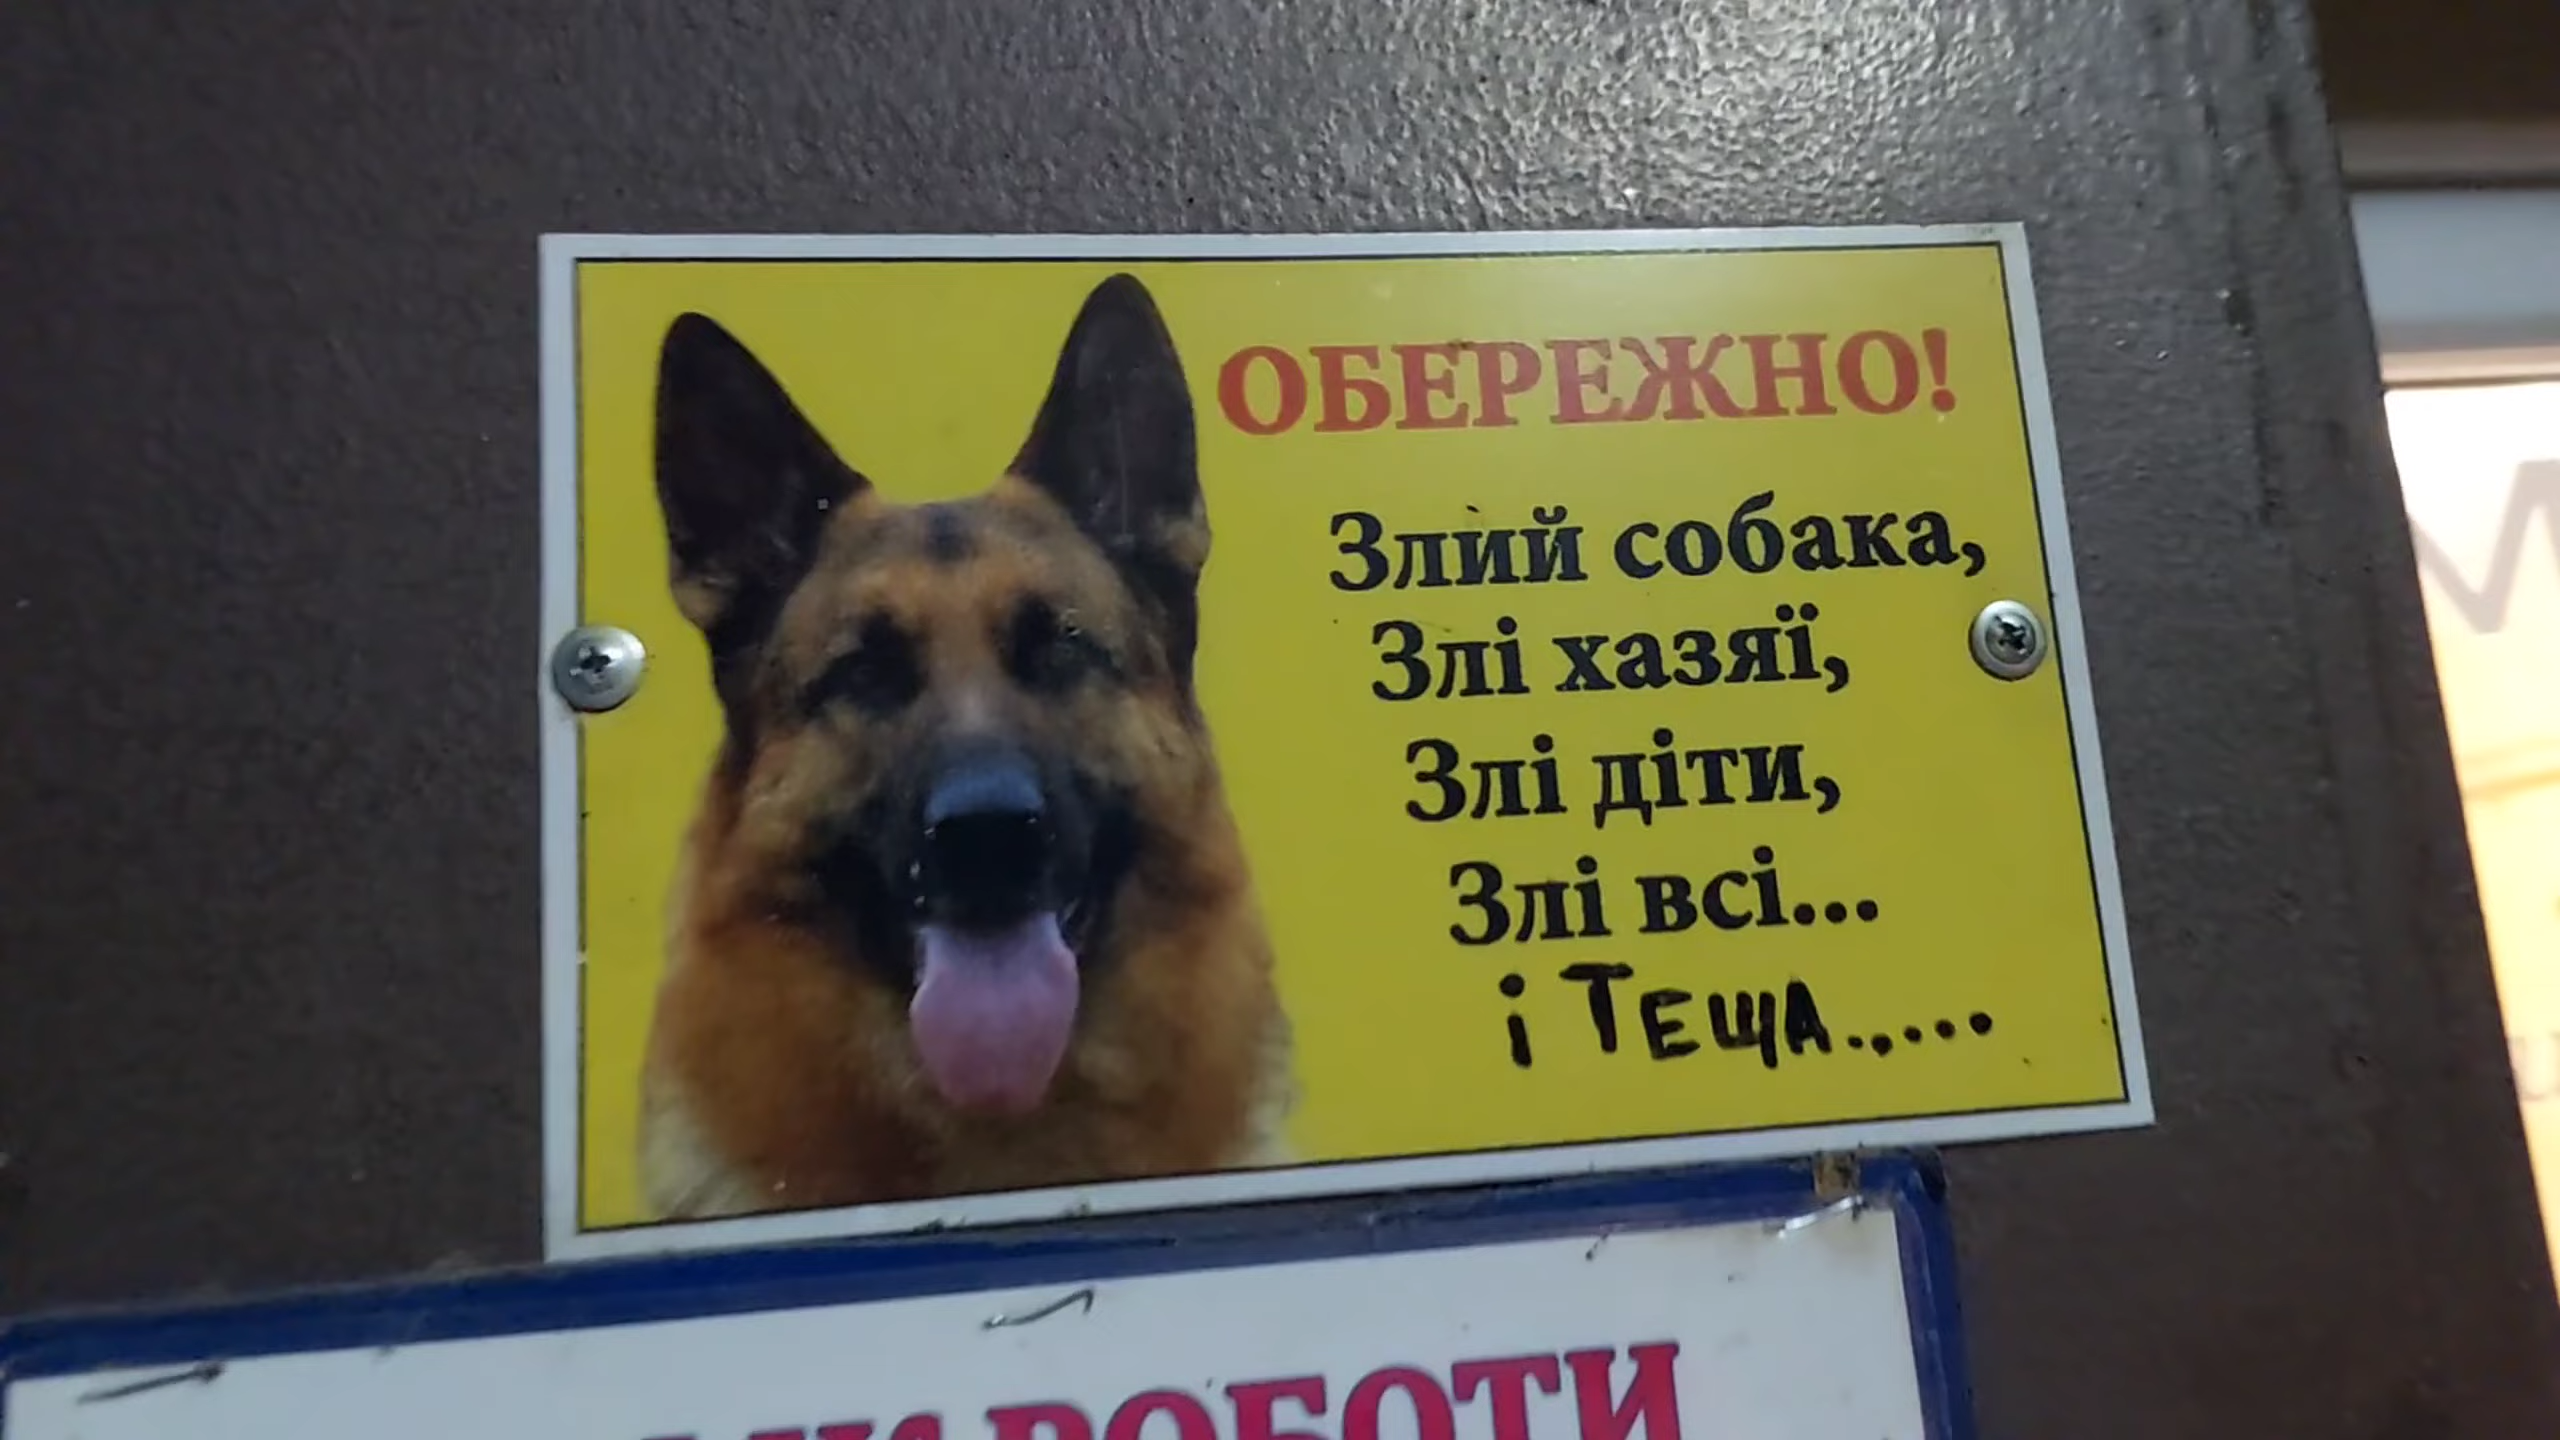 ОБЕРЕЖНО!
Злий собака,
Злі хазяї,
Злі діти,
Злі всі...
і Теща......
РОБОТИ